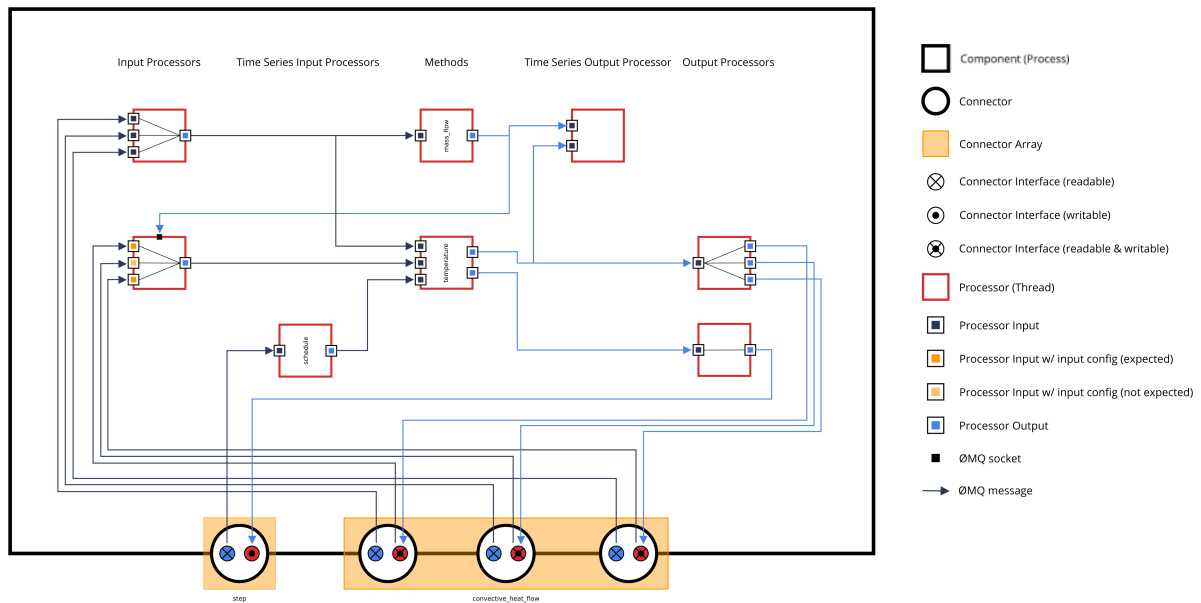 Input Processors
Time Series Input Processors
Methods
Time Series Output Processor
Output Processors
mass_flow
temperature
schedule
step
convective_heat_flow
Component (Process)
Connector
Connector Array
Connector Interface (readable)
Connector Interface (writable)
Connector Interface (readable & writable)
Processor (Thread)
Processor Input
Processor Input w/ input config (expected)
Processor Input w/ input config (not expected)
Processor Output
ØMQ socket
ØMQ message